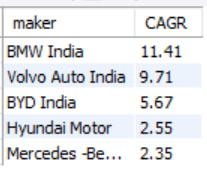 maker CAGR
BMW India 11.41
Volvo Auto India 9.71
BYD India 5.67
Hyundai Motor 2.55
Mercedes -Be... 2.35